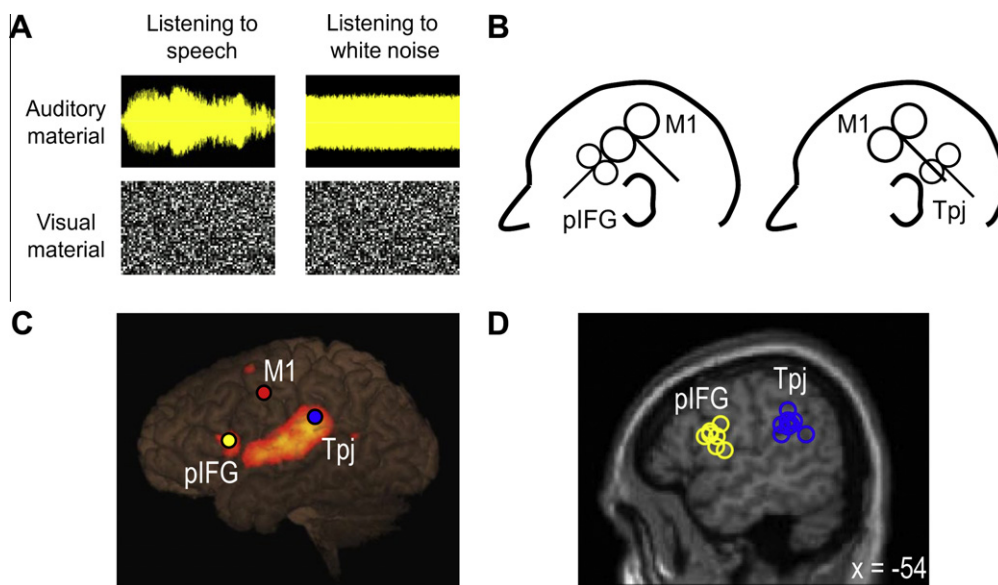 A
Listening to
speech
Listening to
white noise
Auditory
material
Visual
material
B
M1
pIFG
M1
Tpj
C
M1
pIFG
Tpj
D
pIFG
Tpj
x = -54